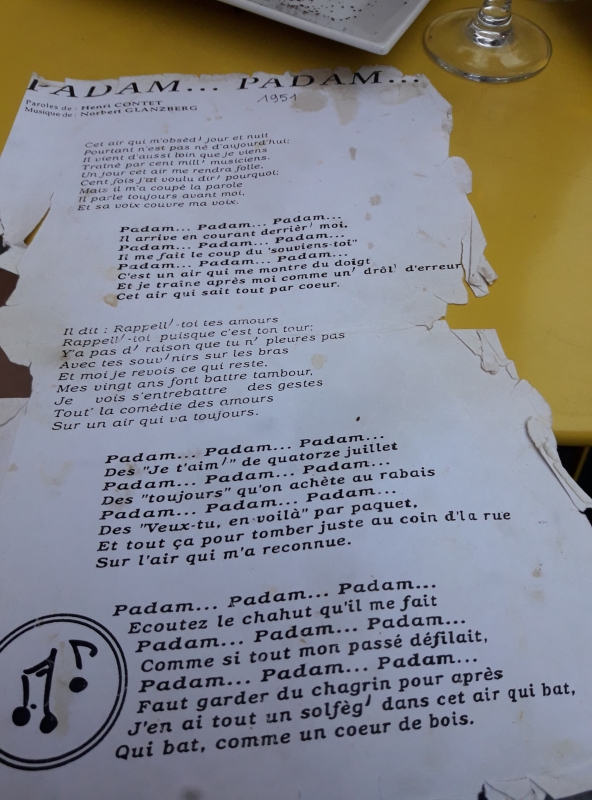 PADAM... PADAM...
Paroles de : Henri CONTET
Musique de : Norbert GLANZBERG
1951
Cet air qui m'obsèd' jour et nuit
Pourtant n'est pas né d'aujourd'hui;
Il vient d'aussi loin que je viens
Traîné par cent mill' musiciens.
Un jour cet air me rendra folle,
Cent fois j'ai voulu dir' pourquoi;
Mais il m'a coupé la parole
Il parle toujours avant moi,
Et sa voix couvre ma voix.
Padam... Padam... Padam...
Il arrive en courant derrièr' moi,
Padam... Padam... Padam...
Il me fait le coup du "souviens-toi"
Padam... Padam... Padam...
C'est un air qui me montre du doigt
Et je traîne après moi comme un' drôl' d'erreur
Cet air qui sait tout par coeur.
Il dit : Rappell'-toi tes amours
Rappell'-toi puisque c'est ton tour;
Y'a pas d' raison que tu n' pleures pas
Avec tes souv'nirs sur les bras
Et moi je revois ce qui reste,
Mes vingt ans font battre tambour,
Je vois s'entrebattre des gestes
Tout' la comédie des amours
Sur un air qui va toujours.
Padam... Padam... Padam...
Des "Je t'aim'" de quatorze juillet
Padam... Padam... Padam...
Des "toujours" qu'on achète au rabais
Padam... Padam... Padam...
Des "Veux-tu, en voilà" par paquet,
Et tout ça pour tomber juste au coin d'la rue
Sur l'air qui m'a reconnue.
Padam... Padam... Padam...
Ecoutez le chahut qu'il me fait
Padam... Padam... Padam...
Comme si tout mon passé défilait,
Padam... Padam... Padam...
Faut garder du chagrin pour après
J'en ai tout un solfèg' dans cet air qui bat,
Qui bat, comme un coeur de bois.